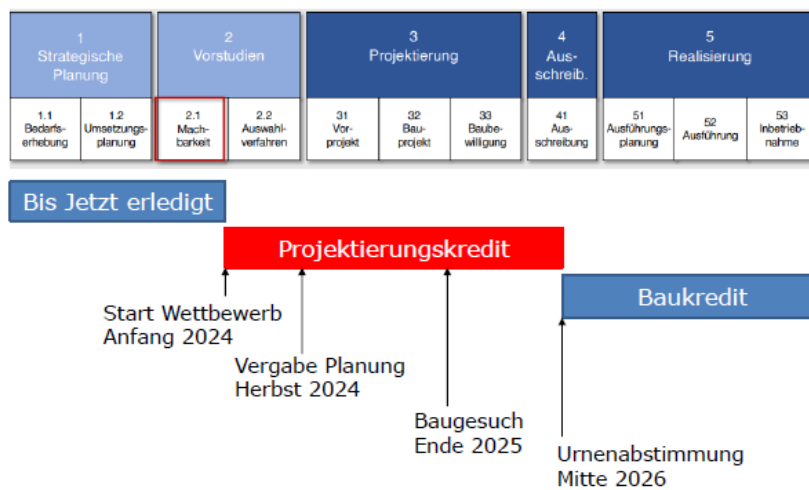 1
Strategische
Planung
2
Vorstudien
3
Projektierung
4
Aus-
schreib.
5
Realisierung
1.1
Bedarfs-
erhebung
1.2
Umsetzungs-
planung
2.1
Mach-
barkeit
2.2
Auswahl-
verfahren
31
Vor-
projekt
32
Bau-
projekt
33
Baube-
willigung
41
Aus-
schreibung
51
Ausführungs-
planung
52
Ausführung
53
Inbetrieb-
nahme
Bis Jetzt erledigt
Projektierungskredit
Baukredit
Start Wettbewerb
Anfang 2024
Vergabe Planung
Herbst 2024
Baugesuch
Ende 2025
Urnenabstimmung
Mitte 2026